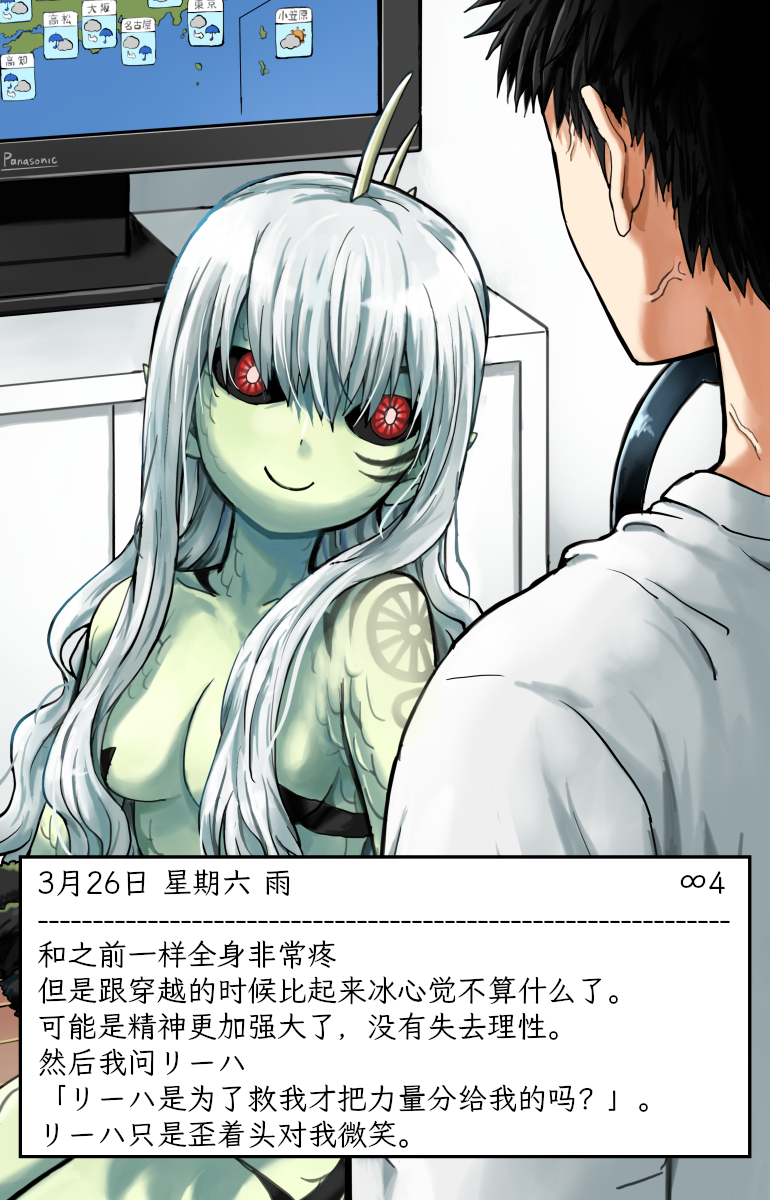 大坂
東京
小笠原
高松
名古屋
高知
Panasonic
3月26日 星期六 雨
∞4
和之前一样全身非常疼
但是跟穿越的时候比起来冰心觉不算什么了。
可能是精神更加强大了，没有失去理性。
然后我问リーハ
「リーハ是为了救我才把力量分给我的吗？」。
リーハ只是歪着头对我微笑。